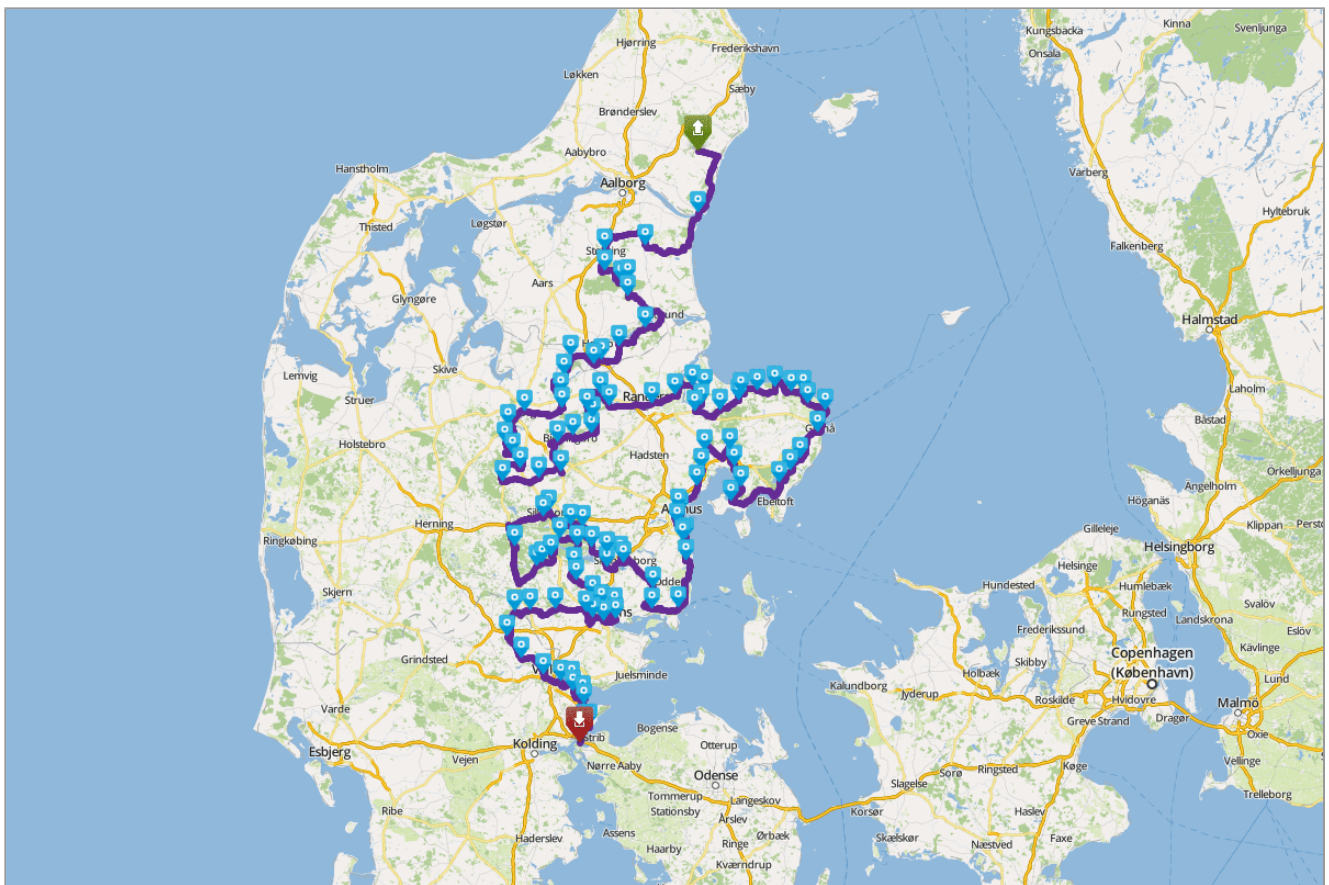 Kinna
Svenljunga
Kungsbacka
Hjørring
Frederikshavn
Onsala
Løkken
Sæby
Brønderslev
Aabybro
Hanstholm
Varberg
Aalborg
Hyltebruk
Løgstør
Thisted
Falkenberg
Aars
Glyngøre
Halmstad
Skive
Lemvig
Laholm
Struer
Båstad
Holstebro
Hadsten
Orkelljunga
Ängelholm
Höganäs
Ebeltoft
Herning
Klippan
Gilleleje
Ringkøbing
Helsingborg
Helsinge
Hundested
Humlebæk
Skjern
Svalöv
Rungsted
Landskrona
Frederikssund
Eslöv
Kävlinge
Copenhagen
Grindsted
Skibby
(København)
Holbæk
Juelsminde
Lund
Kalundborg
Jyderup
Roskilde
Hvidovre
Malmö
Varde
Greve Strand
Dragør
Bogense
Strib
Oxie
Esbjerg
Kolding
Otterup
Vejen
Køge
Vellinge
Nørre Aaby
Ringsted
Sorø
Odense
Slagelse
Trelleborg
Tommerup
Langeskov
Ribe
Stationsby
Korsør
Haslev
Årslev
Assens
Ørbæk
Haderslev
Skælskør
Faxe
Ringe
Næstved
Haarby
Kværndrup